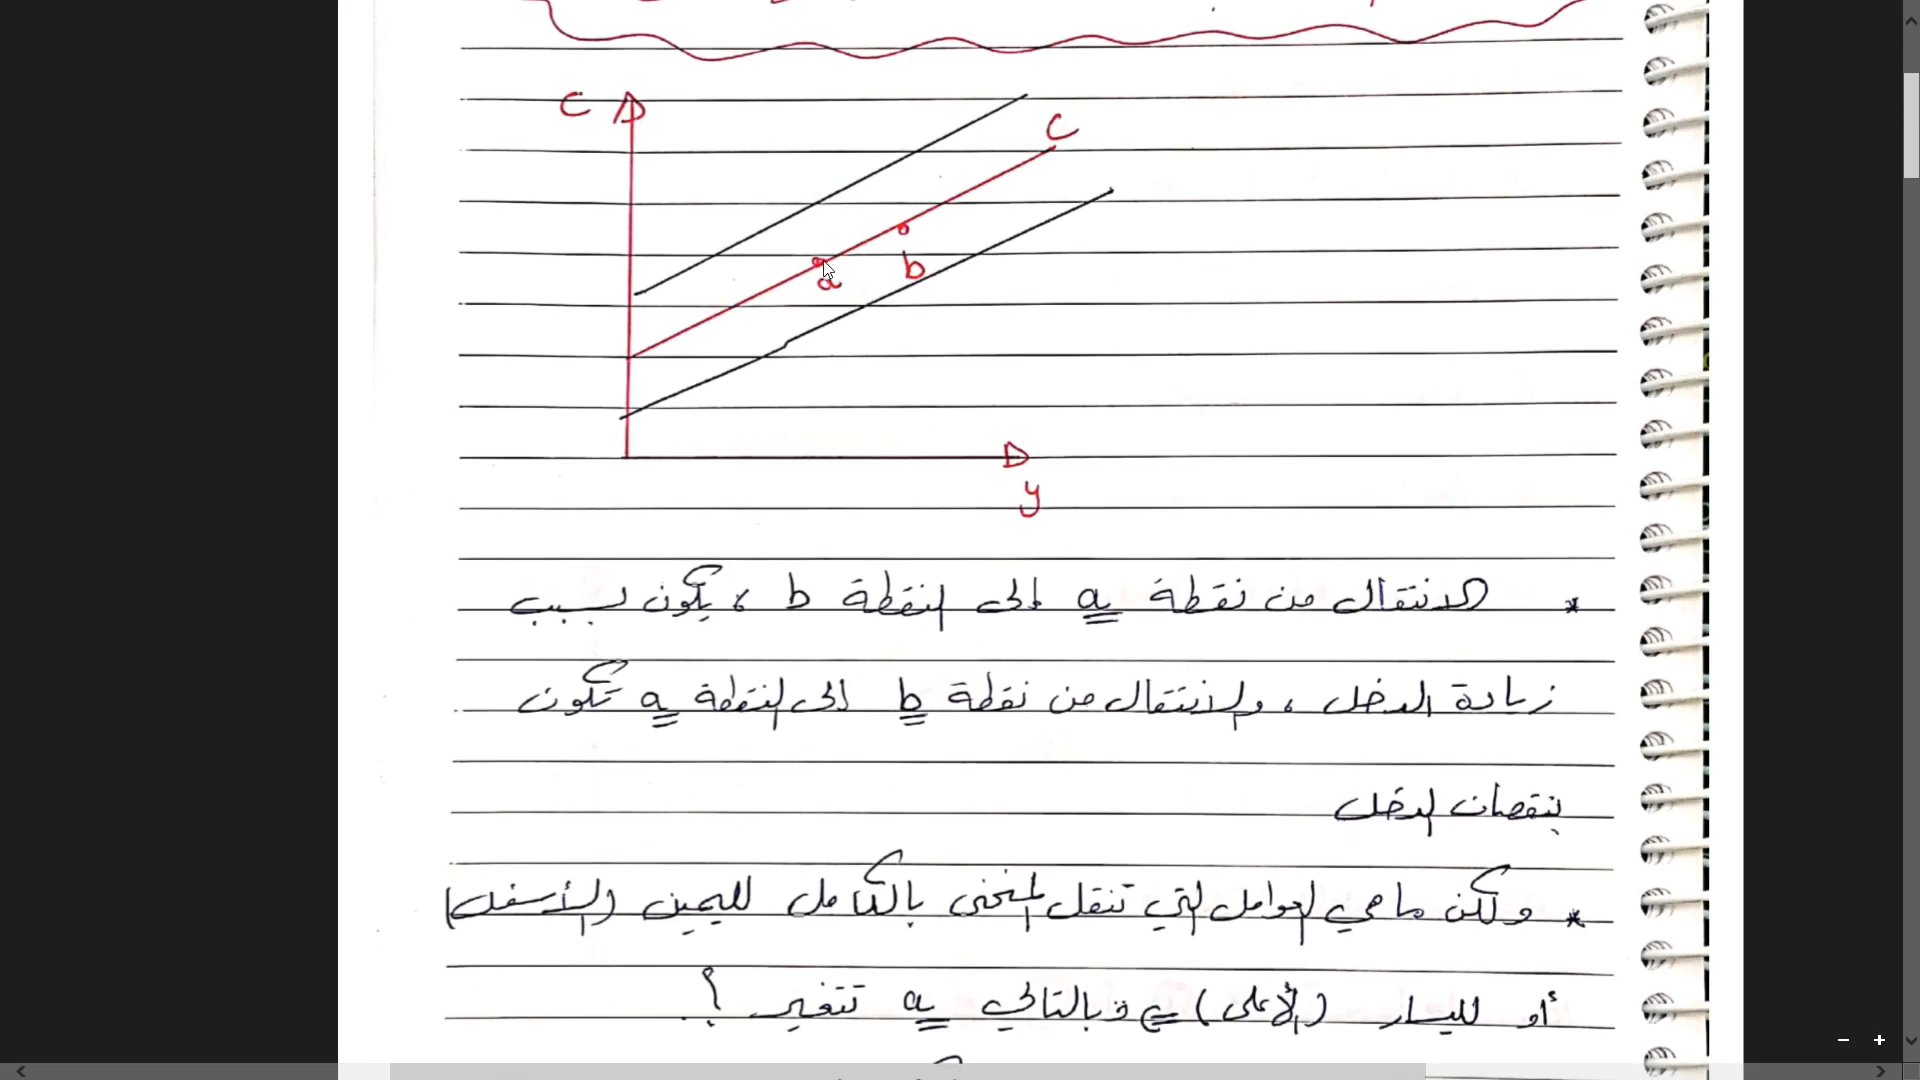 C
C
a
b
y
* الانتقال من نقطة a إلى النقطة b ، يكون بسبب
زيادة الدخل ، والانتقال من نقطة b الى النقطة a تكون
بنقصان الدخل
* ولكن ما هي العوامل التي تنقل المنحنى بالكامل لليمين (الأسفل)
أو لليسار (الأعلى) وبالتالي a تتغير ؟